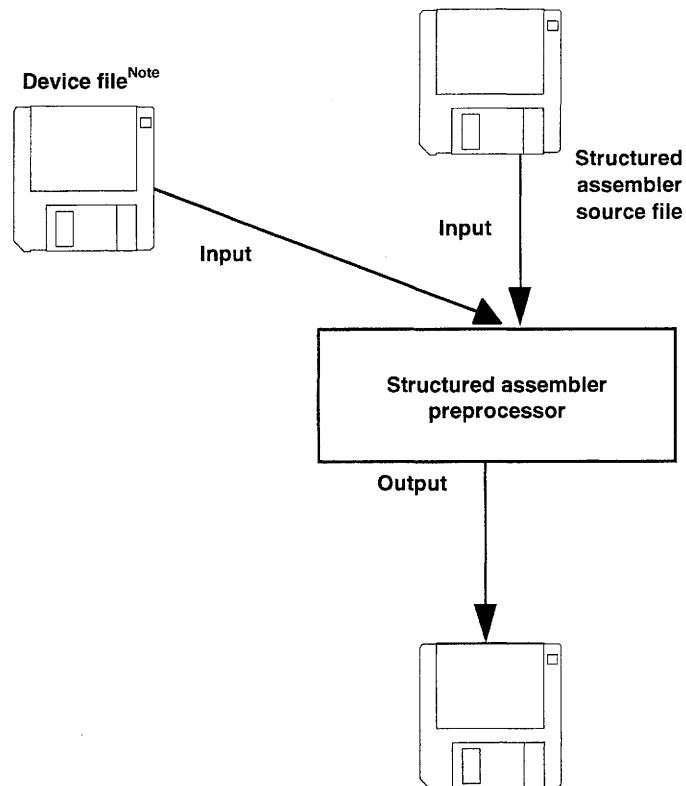 Device file^Note
Structured
assembler
source file
Input
Input
Structured assembler
preprocessor
Output